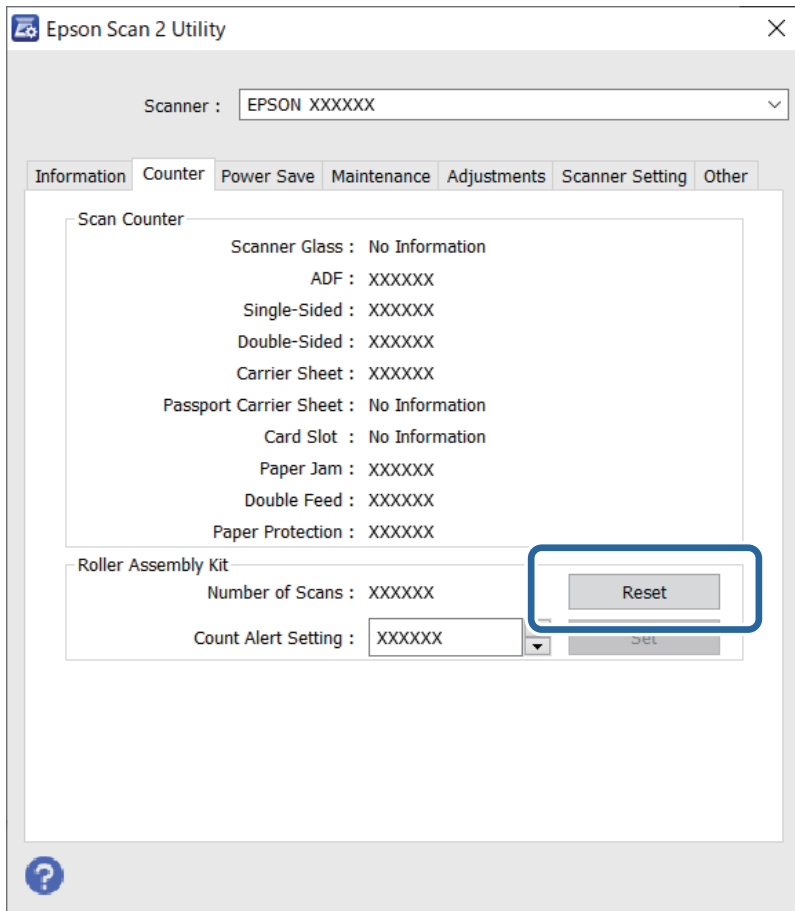 Epson Scan 2 Utility
Scanner : EPSON XXXXXX
Information Counter Power Save Maintenance Adjustments Scanner Setting Other
Scan Counter
Scanner Glass : No Information
ADF : XXXXXX
Single-Sided : XXXXXX
Double-Sided : XXXXXX
Carrier Sheet : XXXXXX
Passport Carrier Sheet : No Information
Card Slot : No Information
Paper Jam : XXXXXX
Double Feed : XXXXXX
Paper Protection : XXXXXX
Roller Assembly Kit
Number of Scans : XXXXXX Reset
Count Alert Setting : XXXXXX Set
?